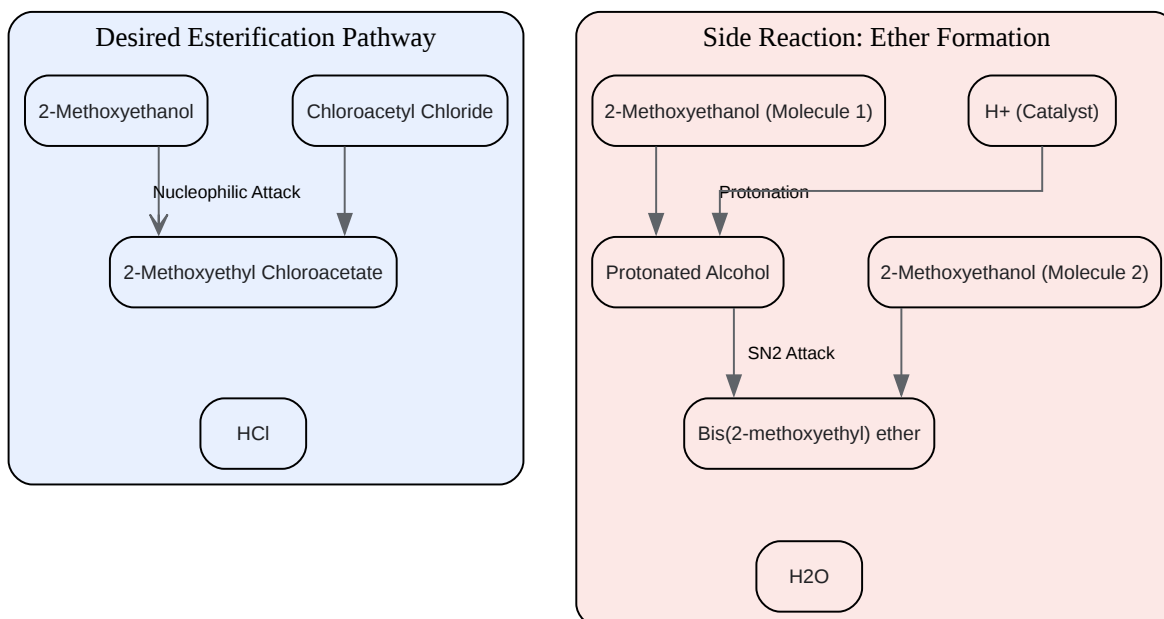 Desired Esterification Pathway
2-Methoxyethanol
Chloroacetyl Chloride
Nucleophilic Attack
2-Methoxyethyl Chloroacetate
HCl
Side Reaction: Ether Formation
2-Methoxyethanol (Molecule 1)
H+ (Catalyst)
Protonation
Protonated Alcohol
2-Methoxyethanol (Molecule 2)
SN2 Attack
Bis(2-methoxyethyl) ether
H2O